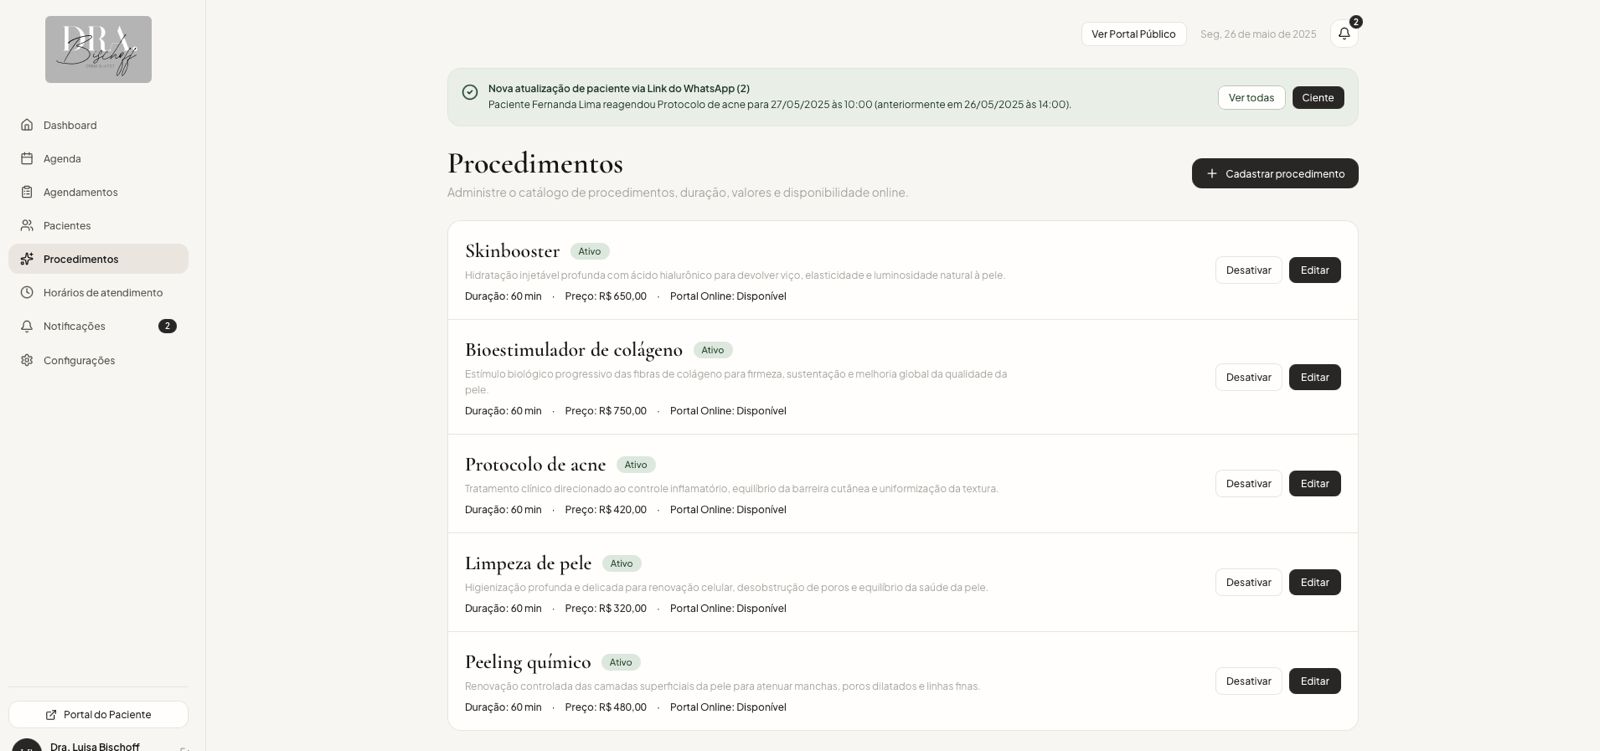 DRA
Bischoff
Dashboard
Agenda
Agendamentos
Pacientes
Procedimentos
Horários de atendimento
Notificações 2
Configurações
Portal do Paciente
Dra. Luisa Bischoff
Ver Portal Público Seg, 26 de maio de 2025 2
Nova atualização de paciente via Link do WhatsApp (2)
Paciente Fernanda Lima reagendou Protocolo de acne para 27/05/2025 às 10:00 (anteriormente em 26/05/2025 às 14:00).
Ver todas Ciente
Procedimentos
Administre o catálogo de procedimentos, duração, valores e disponibilidade online.
Cadastrar procedimento
Skinbooster Ativo
Hidratação injetável profunda com ácido hialurônico para devolver viço, elasticidade e luminosidade natural à pele.
Duração: 60 min · Preço: R$ 650,00 · Portal Online: Disponível
Desativar Editar
Bioestimulador de colágeno Ativo
Estímulo biológico progressivo das fibras de colágeno para firmeza, sustentação e melhoria global da qualidade da
pele.
Duração: 60 min · Preço: R$ 750,00 · Portal Online: Disponível
Desativar Editar
Protocolo de acne Ativo
Tratamento clínico direcionado ao controle inflamatório, equilíbrio da barreira cutânea e uniformização da textura.
Duração: 60 min · Preço: R$ 420,00 · Portal Online: Disponível
Desativar Editar
Limpeza de pele Ativo
Higienização profunda e delicada para renovação celular, desobstrução de poros e equilíbrio da saúde da pele.
Duração: 60 min · Preço: R$ 320,00 · Portal Online: Disponível
Desativar Editar
Peeling químico Ativo
Renovação controlada das camadas superficiais da pele para atenuar manchas, poros dilatados e linhas finas.
Duração: 60 min · Preço: R$ 480,00 · Portal Online: Disponível
Desativar Editar